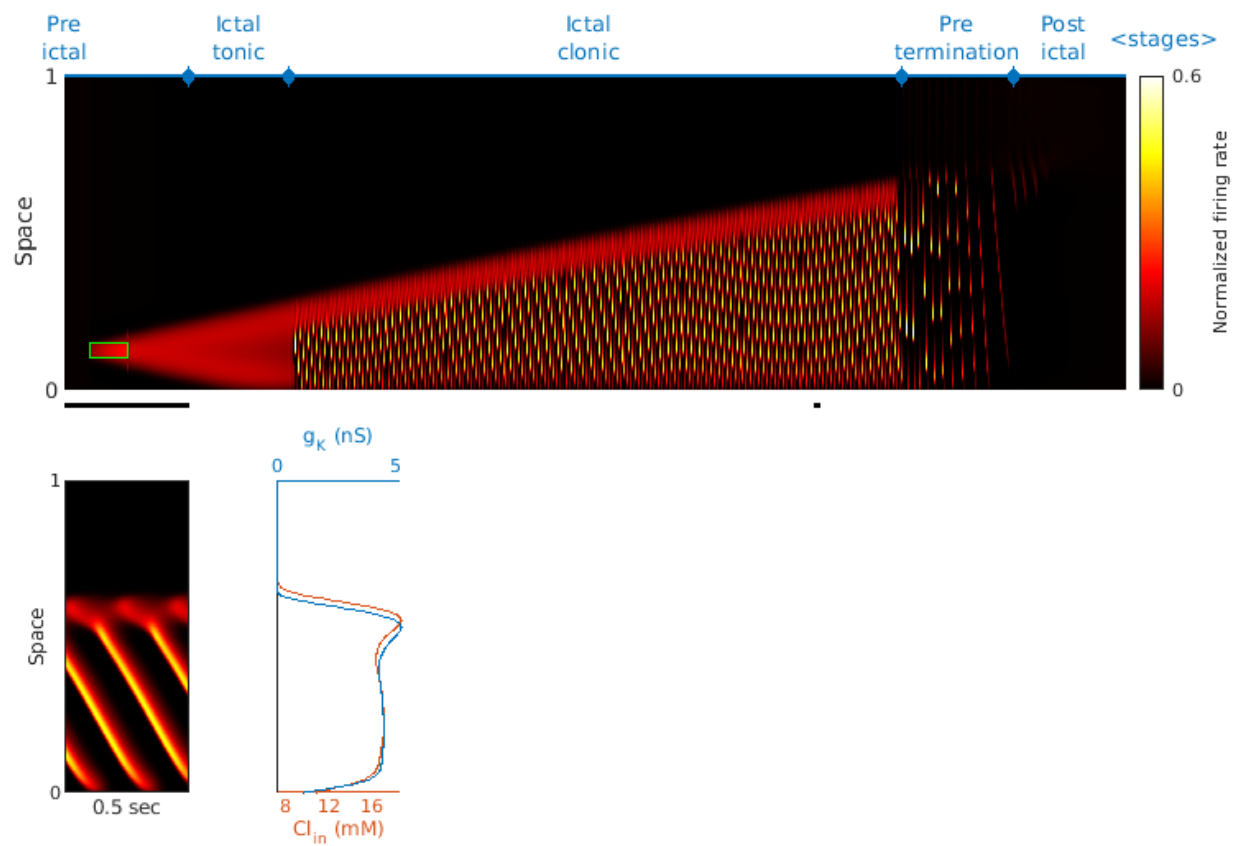 Pre
ictal
Ictal
tonic
Ictal
clonic
Pre
termination
Post
ictal
<stages>
1
0
Space
0.6
0
Normalized firing rate
1
0
Space
0.5 sec
g_K (nS)
0 5
8 12 16
Cl_in (mM)